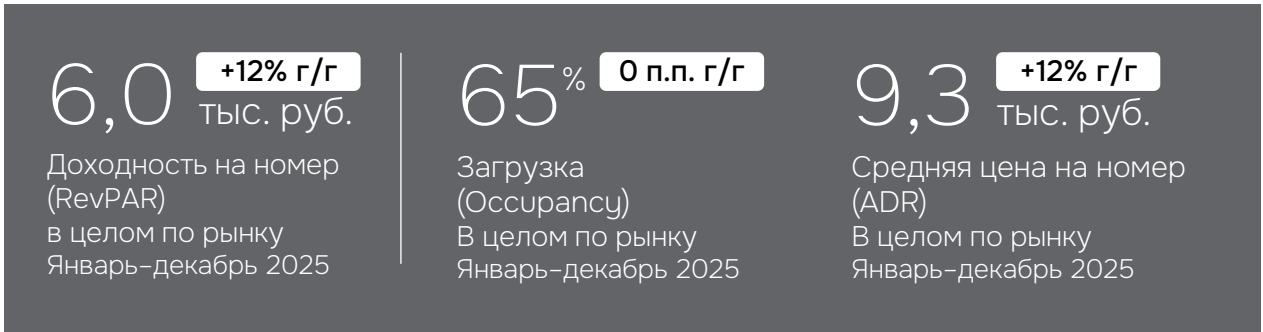 6,0 +12% г/г
тыс. руб.
Доходность на номер
(RevPAR)
в целом по рынку
Январь–декабрь 2025
65% 0 п.п. г/г
Загрузка
(Occupancy)
В целом по рынку
Январь–декабрь 2025
9,3 +12% г/г
тыс. руб.
Средняя цена на номер
(ADR)
В целом по рынку
Январь–декабрь 2025